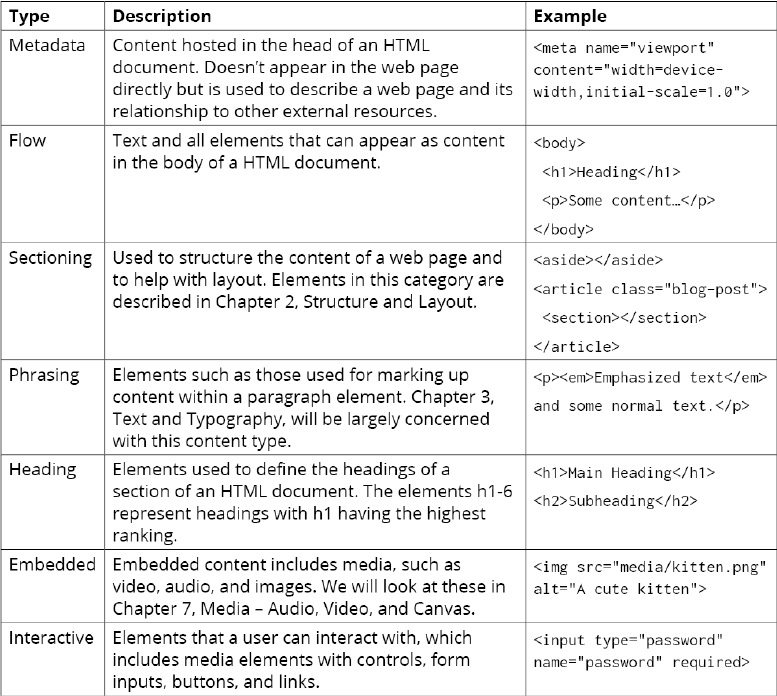 Type Description Example
Metadata Content hosted in the head of an HTML
document. Doesn't appear in the web page
directly but is used to describe a web page and its
relationship to other external resources.
<meta name="viewport"
content="width=device-
width,initial-scale=1.0">
Flow Text and all elements that can appear as content
in the body of a HTML document.
<body>
<h1>Heading</h1>
<p>Some content…</p>
</body>
Sectioning Used to structure the content of a web page and
to help with layout. Elements in this category are
described in Chapter 2, Structure and Layout.
<aside></aside>
<article class="blog-post">
<section></section>
</article>
Phrasing Elements such as those used for marking up
content within a paragraph element. Chapter 3,
Text and Typography, will be largely concerned
with this content type.
<p><em>Emphasized text</em>
and some normal text.</p>
Heading Elements used to define the headings of a
section of an HTML document. The elements h1-6
represent headings with h1 having the highest
ranking.
<h1>Main Heading</h1>
<h2>Subheading</h2>
Embedded Embedded content includes media, such as
video, audio, and images. We will look at these in
Chapter 7, Media – Audio, Video, and Canvas.
<img src="media/kitten.png"
alt="A cute kitten">
Interactive Elements that a user can interact with, which
includes media elements with controls, form
inputs, buttons, and links.
<input type="password"
name="password" required>